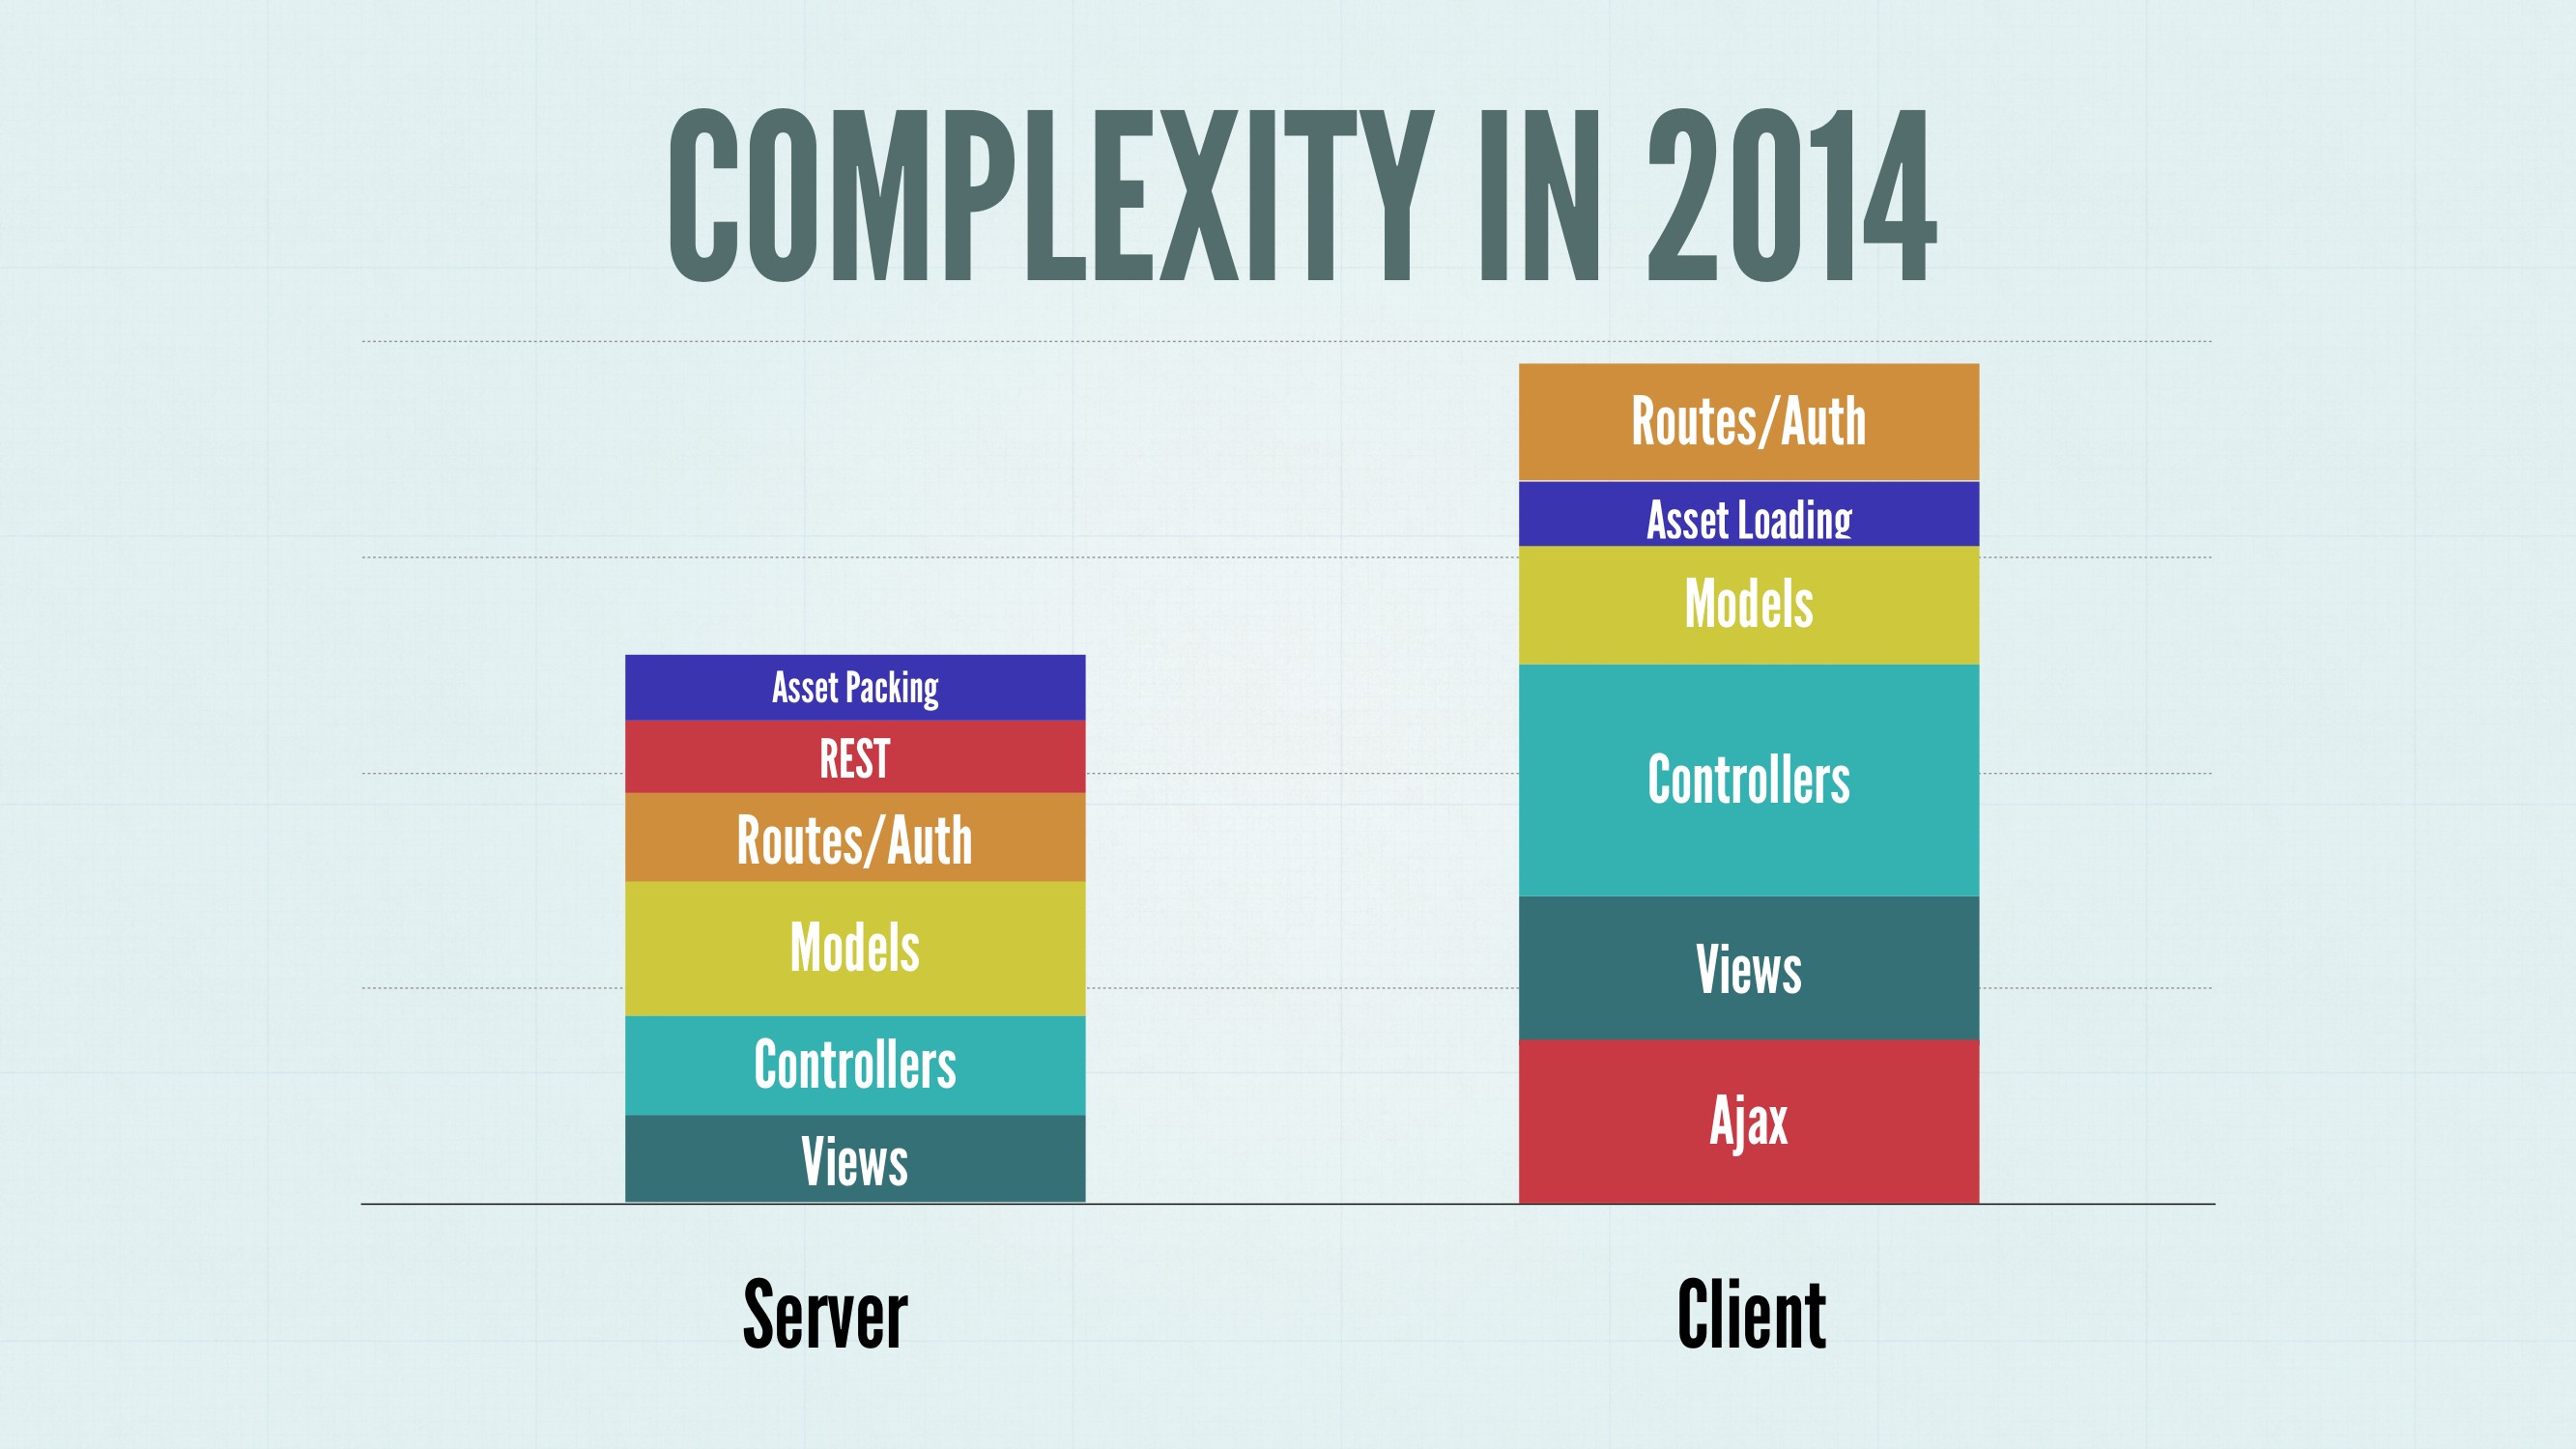 COMPLEXITY IN 2014
Asset Packing
REST
Routes/Auth
Models
Controllers
Views
Server
Routes/Auth
Asset Loading
Models
Controllers
Views
Ajax
Client